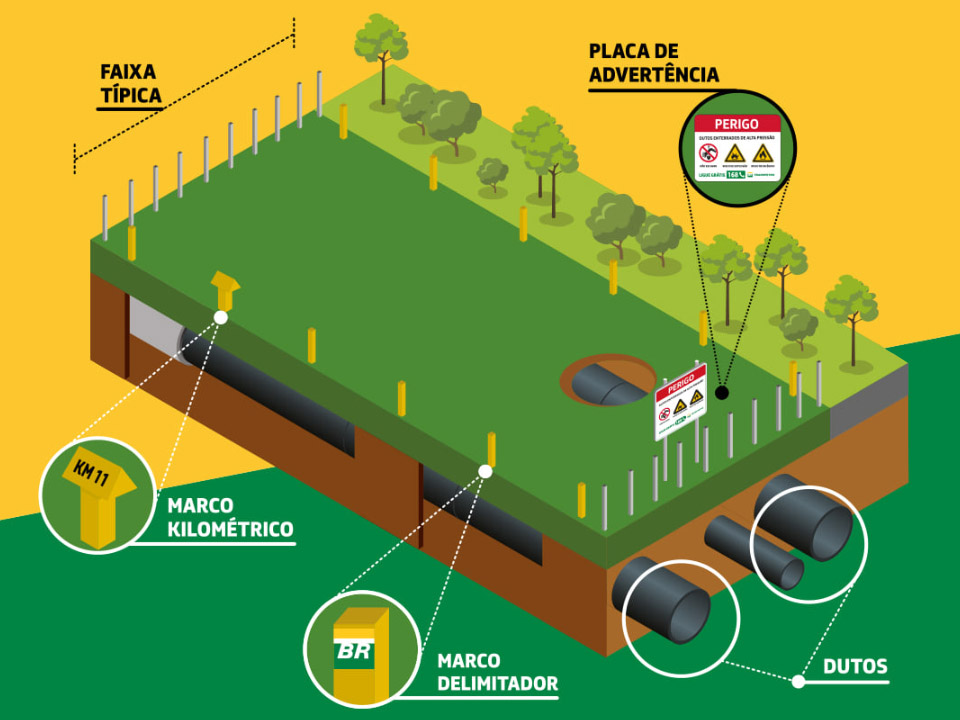 FAIXA
TÍPICA
PLACA DE
ADVERTÊNCIA
PERIGO
DUTOS ENTERRADOS DE ALTA PRESSÃO
LIGUE GRÁTIS 168
PERIGO
KM 11
MARCO
KILOMÉTRICO
BR
MARCO
DELIMITADOR
DUTOS